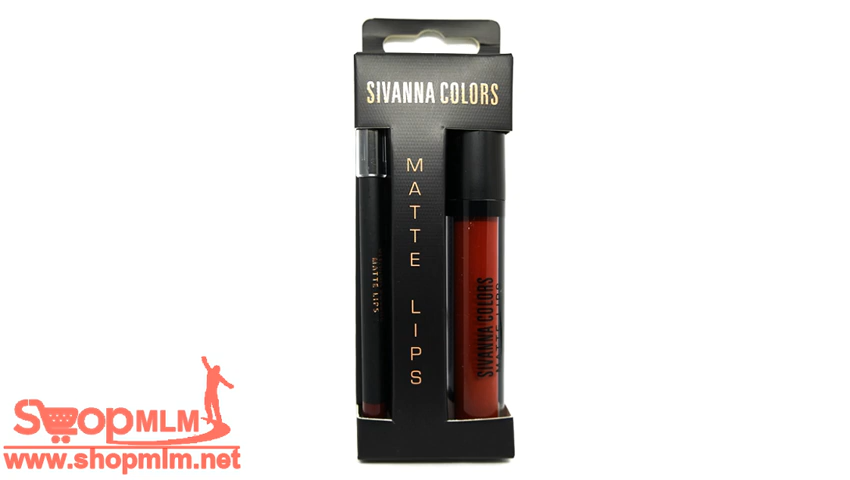 SIVANNA COLORS
MATTE LIPS
MATTE LIPS
SIVANNA COLORS
MATTE LIPS
ShopMLM
www.shopmlm.net